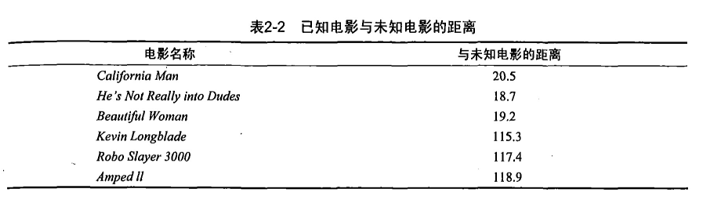 表2-2 已知电影与未知电影的距离
电影名称 与未知电影的距离
California Man 20.5
He's Not Really into Dudes 18.7
Beautiful Woman 19.2
Kevin Longblade 115.3
Robo Slayer 3000 117.4
Amped II 118.9